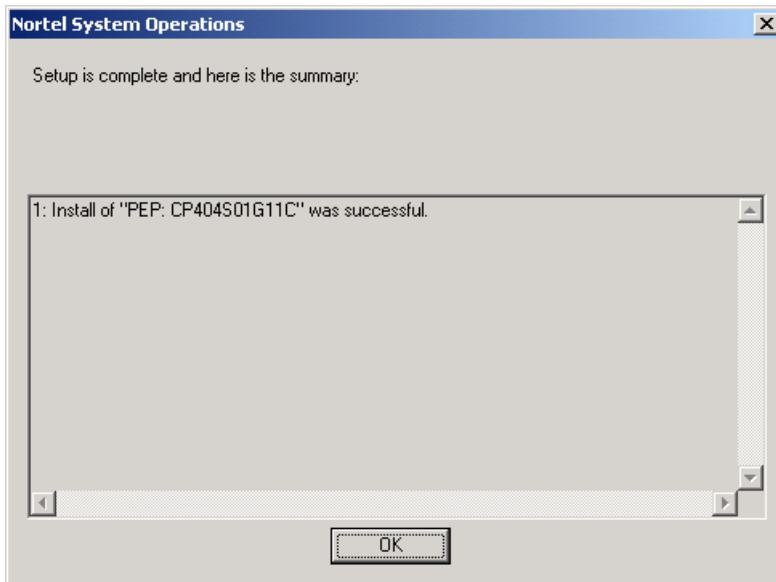 Nortel System Operations
Setup is complete and here is the summary:
1: Install of "PEP: CP404S01G11C" was successful.
OK